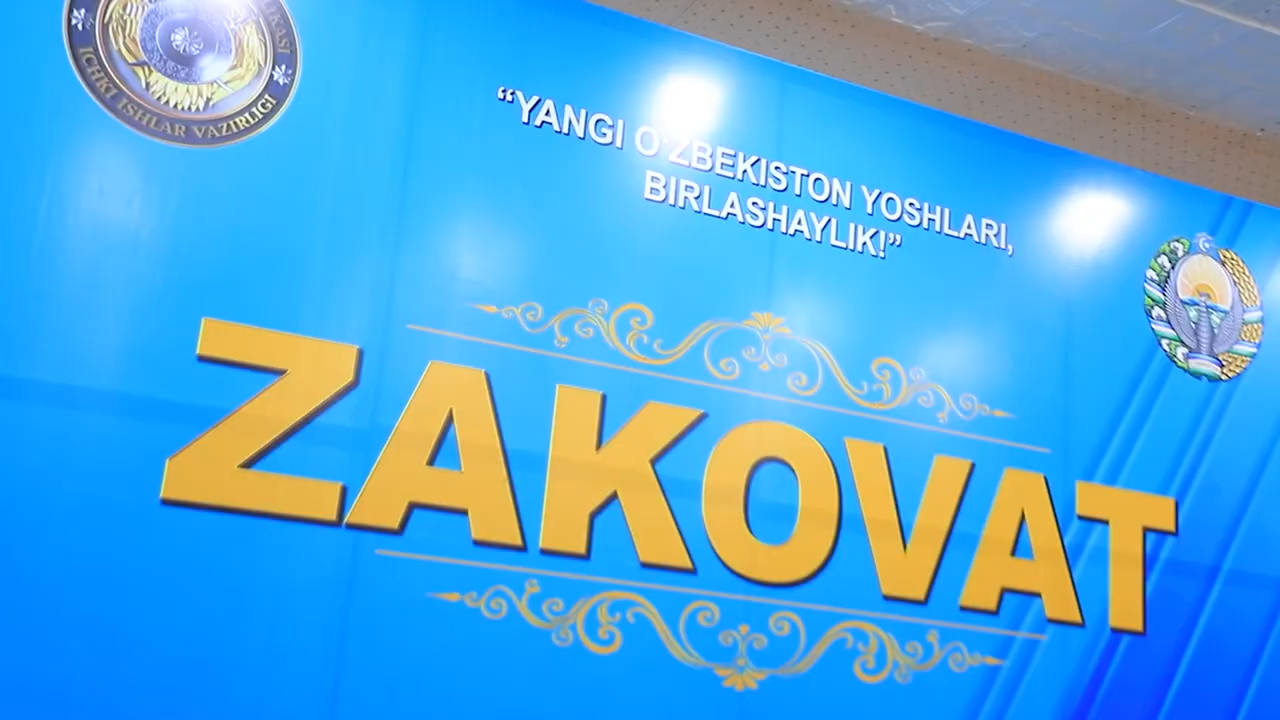 ICHKI ISHLAR VAZIRLIGI
“YANGI O‘ZBEKISTON YOSHLARI,
BIRLASHAYLIK!”
ZAKOVAT